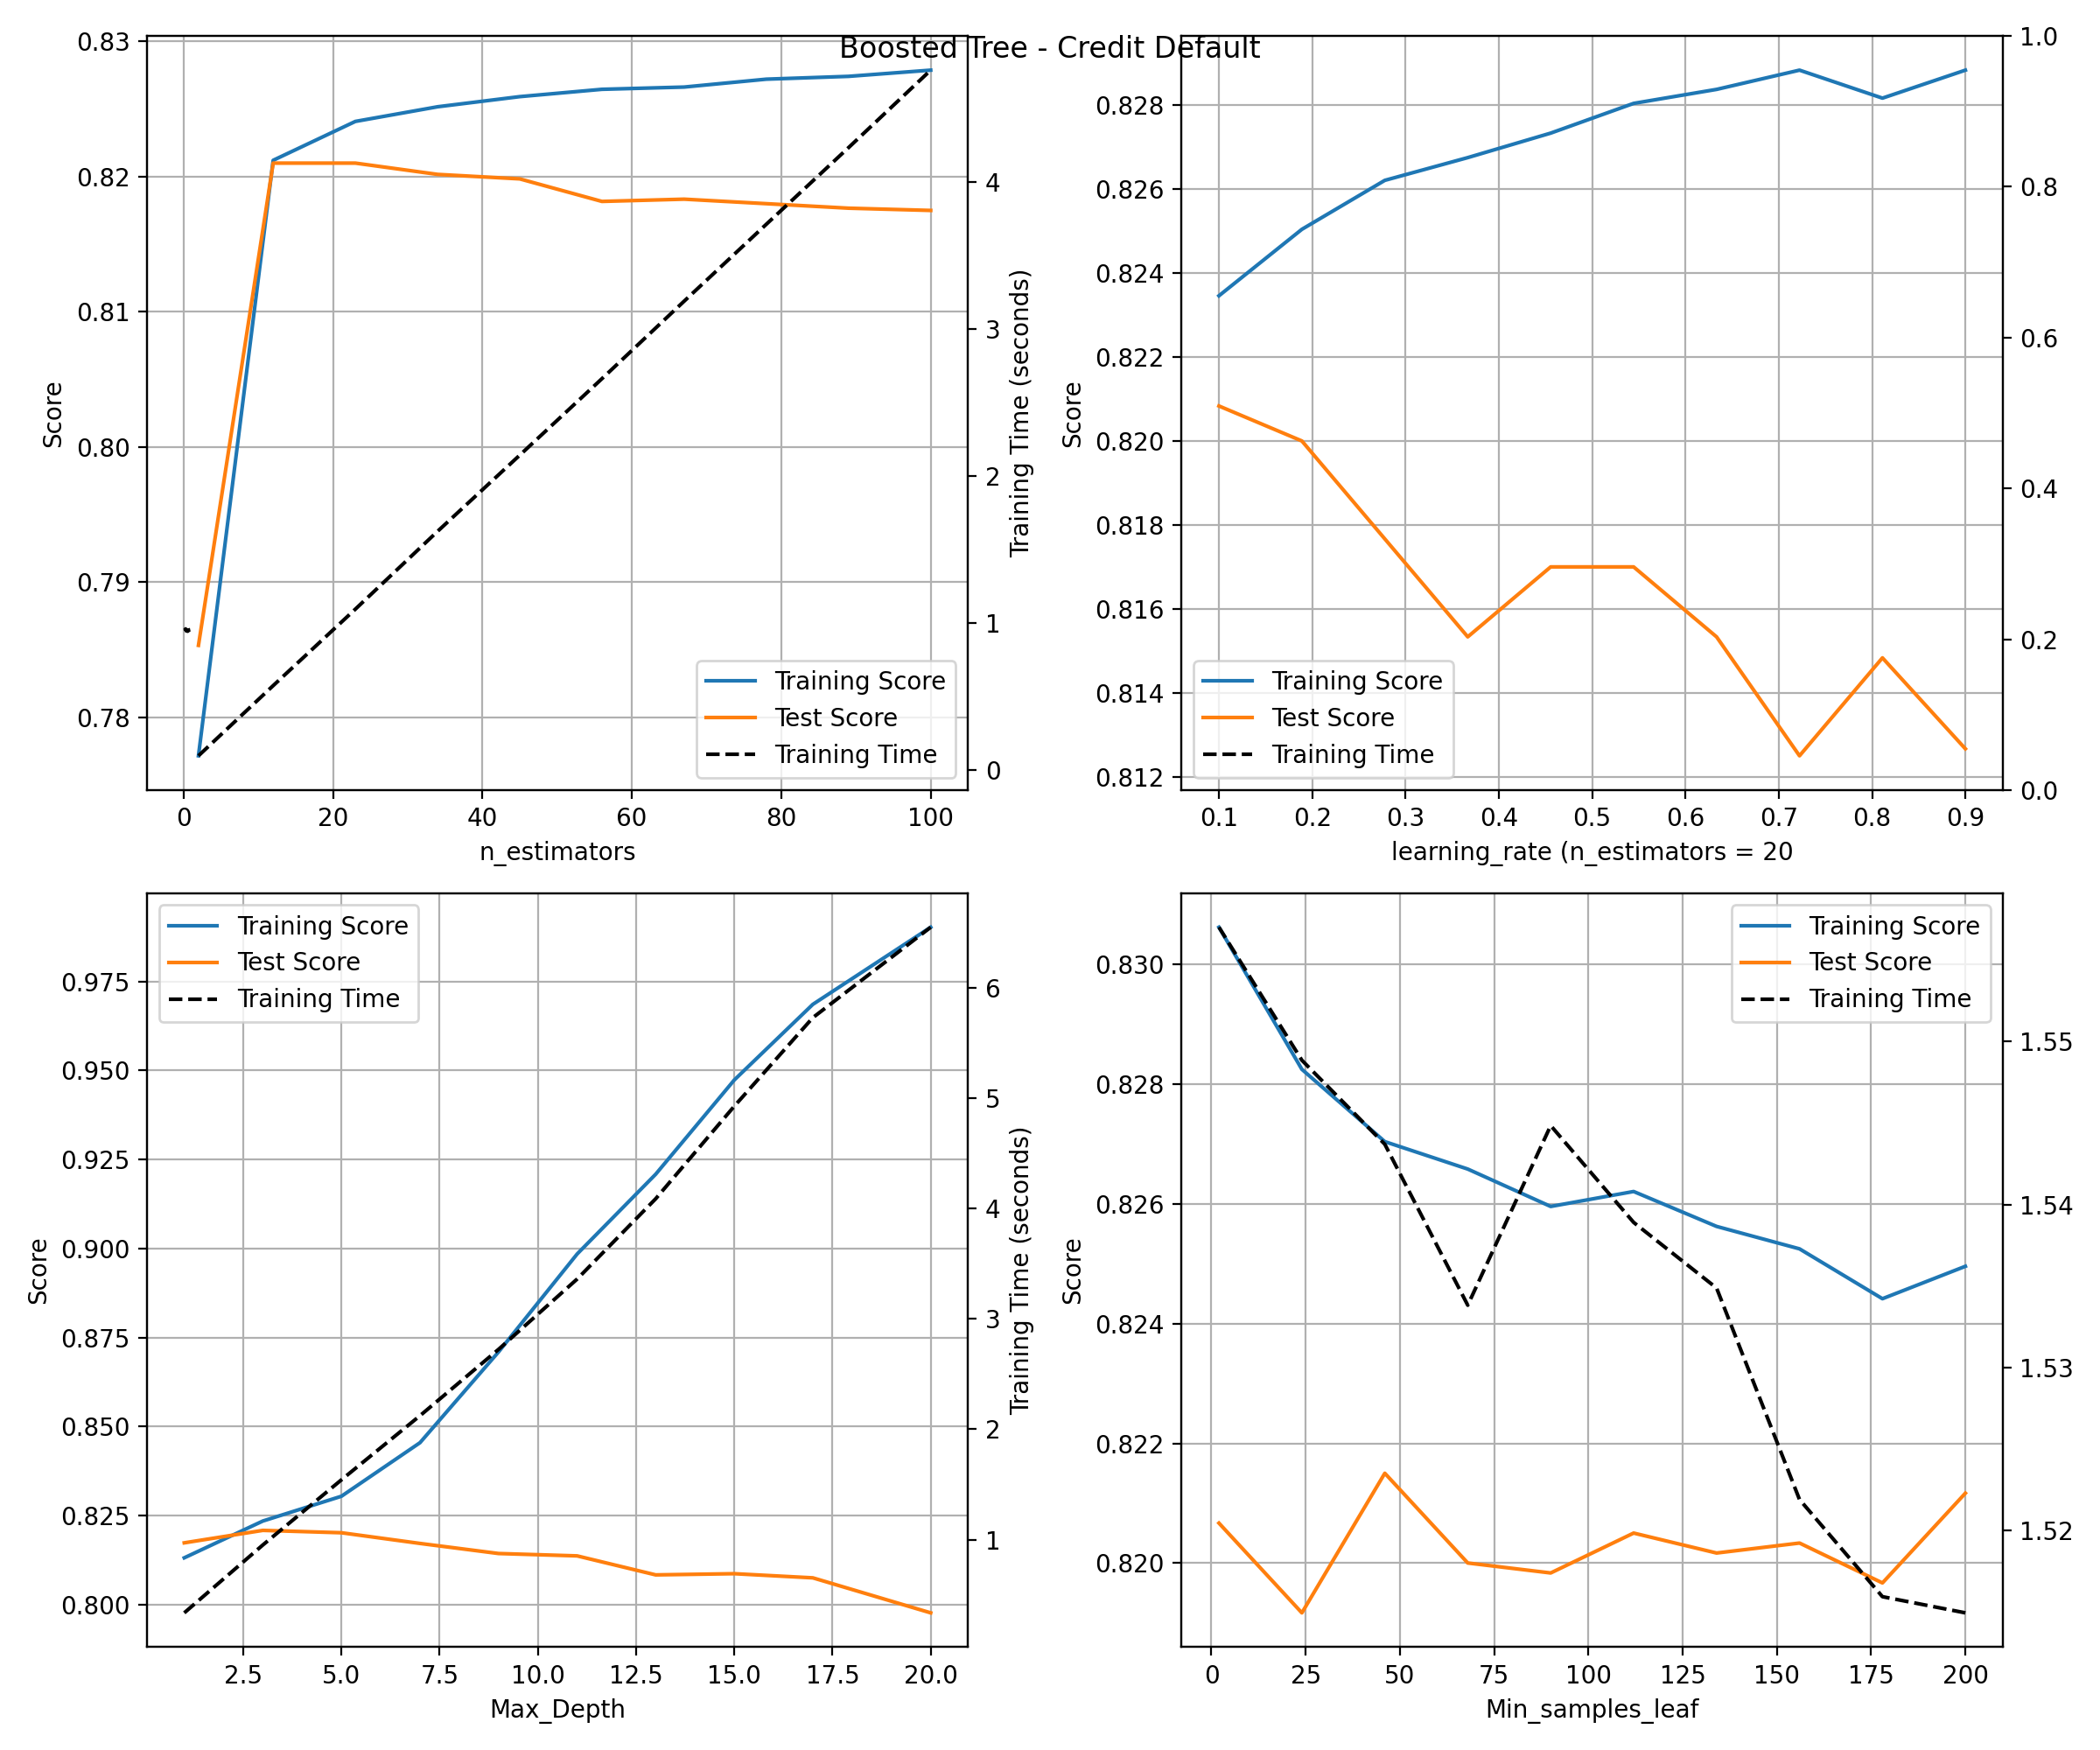 Boosted Tree - Credit Default
0.83
0.82
0.81
0.80
0.79
0.78
Score
4
3
2
1
0
Training Time (seconds)
Training Score
Test Score
Training Time
0 20 40 60 80 100
n_estimators
0.828
0.826
0.824
0.822
0.820
0.818
0.816
0.814
0.812
Score
1.0
0.8
0.6
0.4
0.2
0.0
Training Score
Test Score
Training Time
0.1 0.2 0.3 0.4 0.5 0.6 0.7 0.8 0.9
learning_rate (n_estimators = 20
Training Score
Test Score
Training Time
0.975
0.950
0.925
0.900
0.875
0.850
0.825
0.800
Score
6
5
4
3
2
1
Training Time (seconds)
2.5 5.0 7.5 10.0 12.5 15.0 17.5 20.0
Max_Depth
Training Score
Test Score
Training Time
0.830
0.828
0.826
0.824
0.822
0.820
Score
1.55
1.54
1.53
1.52
0 25 50 75 100 125 150 175 200
Min_samples_leaf